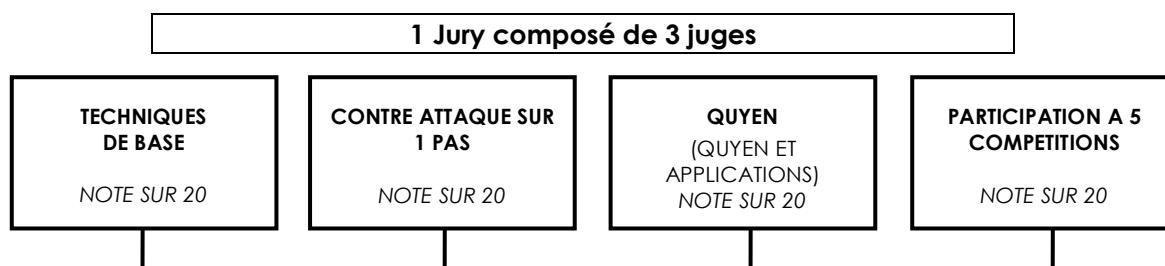 1 Jury composé de 3 juges
TECHNIQUES
DE BASE
NOTE SUR 20
CONTRE ATTAQUE SUR
1 PAS
NOTE SUR 20
QUYEN
(QUYEN ET
APPLICATIONS)
NOTE SUR 20
PARTICIPATION A 5
COMPETITIONS
NOTE SUR 20